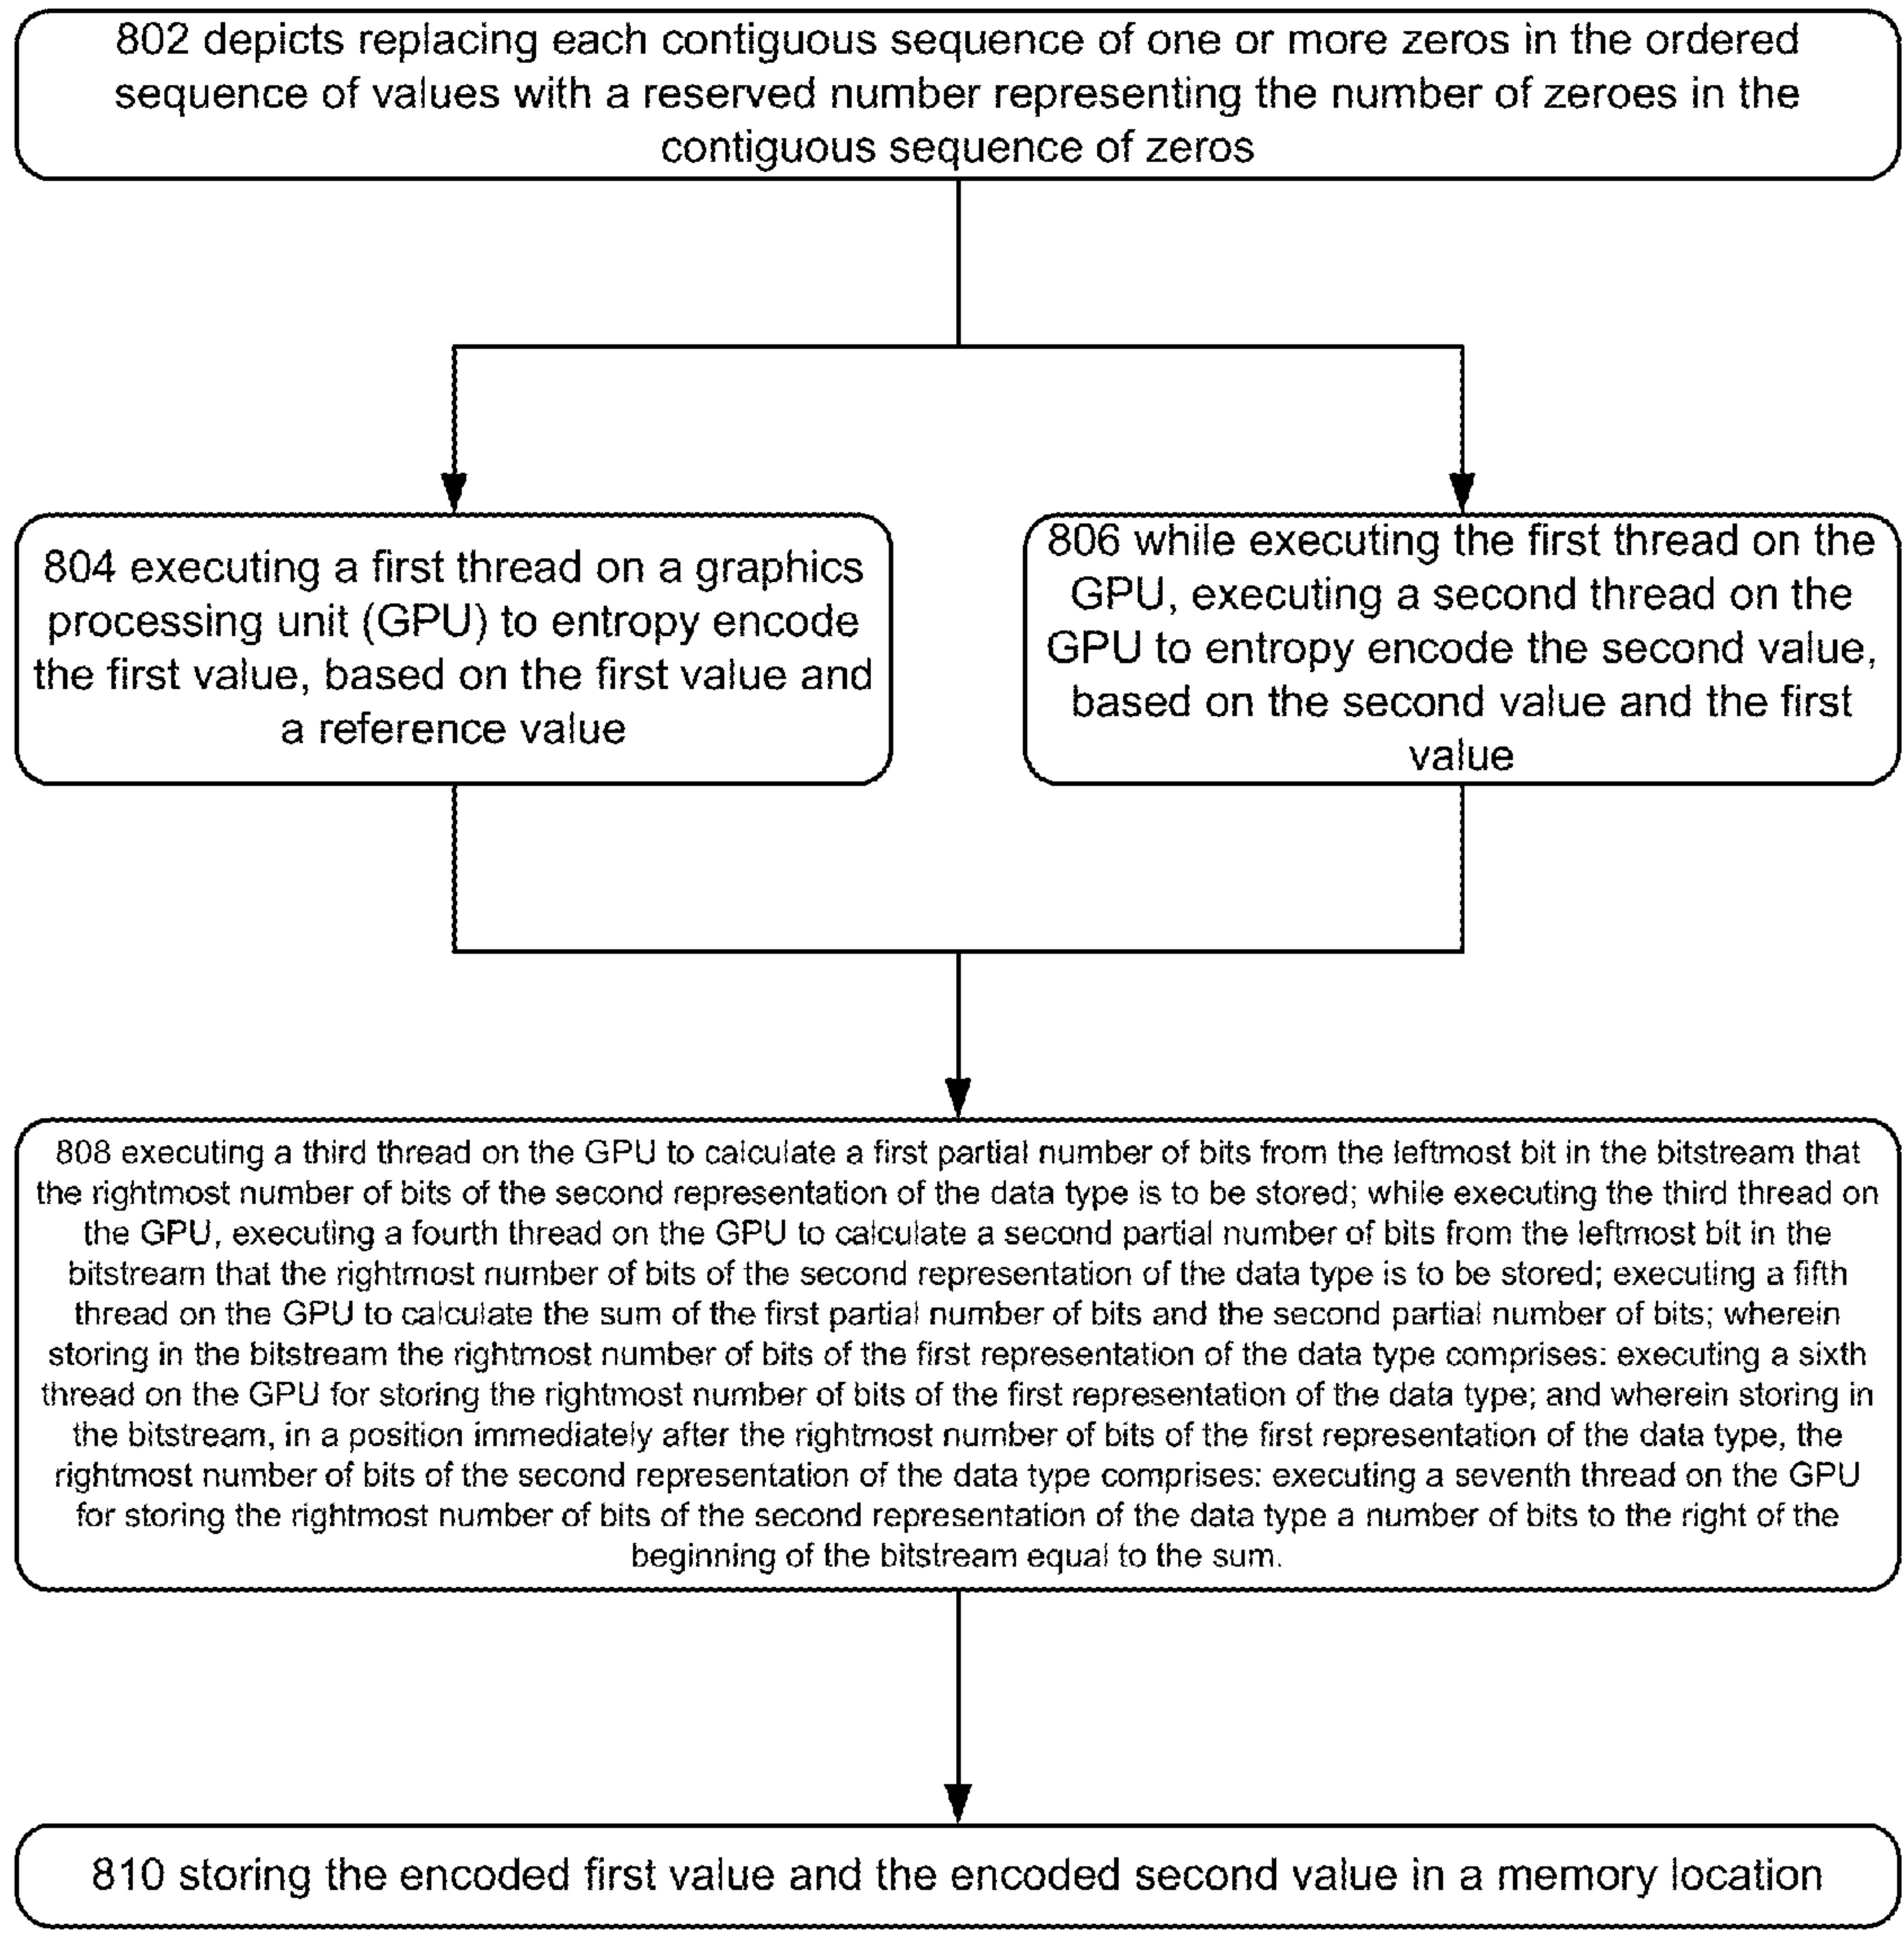 802 depicts replacing each contiguous sequence of one or more zeros in the ordered
sequence of values with a reserved number representing the number of zeroes in the
contiguous sequence of zeros
804 executing a first thread on a graphics
processing unit (GPU) to entropy encode
the first value, based on the first value and
a reference value
806 while executing the first thread on the
GPU, executing a second thread on the
GPU to entropy encode the second value,
based on the second value and the first
value
808 executing a third thread on the GPU to calculate a first partial number of bits from the leftmost bit in the bitstream that
the rightmost number of bits of the second representation of the data type is to be stored; while executing the third thread on
the GPU, executing a fourth thread on the GPU to calculate a second partial number of bits from the leftmost bit in the
bitstream that the rightmost number of bits of the second representation of the data type is to be stored; executing a fifth
thread on the GPU to calculate the sum of the first partial number of bits and the second partial number of bits; wherein
storing in the bitstream the rightmost number of bits of the first representation of the data type comprises: executing a sixth
thread on the GPU for storing the rightmost number of bits of the first representation of the data type; and wherein storing in
the bitstream, in a position immediately after the rightmost number of bits of the first representation of the data type, the
rightmost number of bits of the second representation of the data type comprises: executing a seventh thread on the GPU
for storing the rightmost number of bits of the second representation of the data type a number of bits to the right of the
beginning of the bitstream equal to the sum.
810 storing the encoded first value and the encoded second value in a memory location